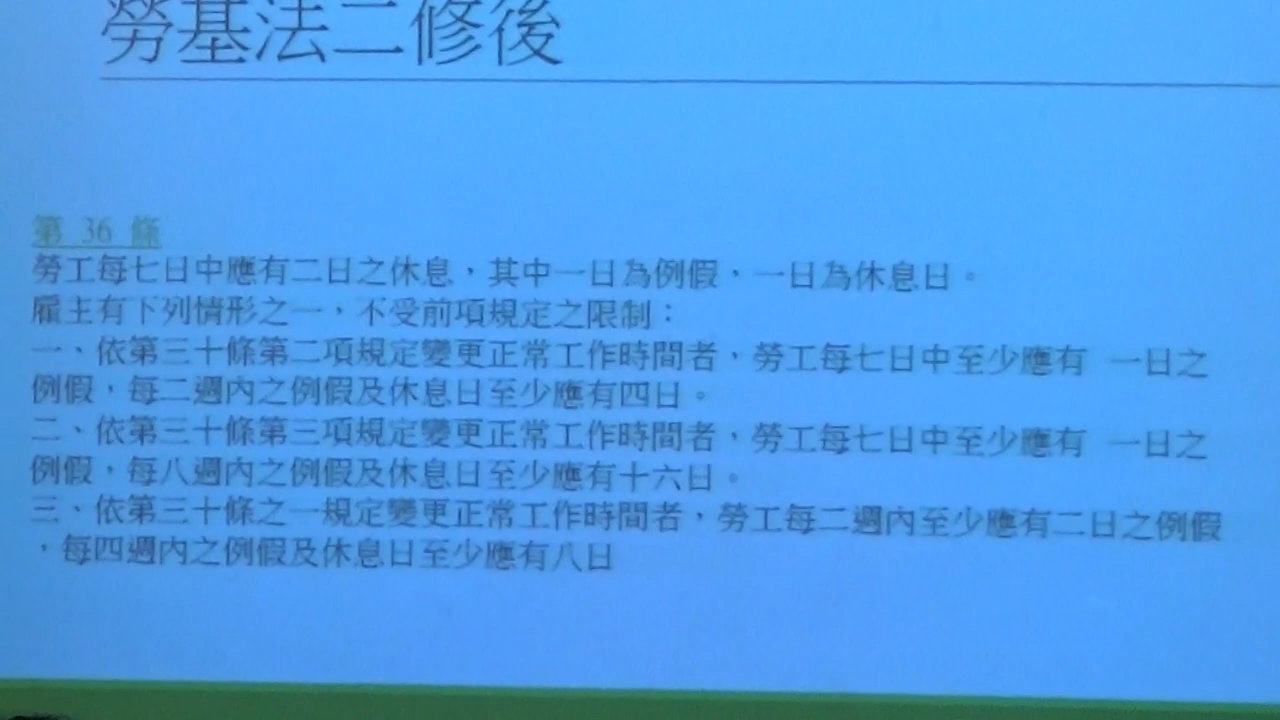 勞基法二修後
第 36 條
勞工每七日中應有二日之休息，其中一日為例假，一日為休息日。
雇主有下列情形之一，不受前項規定之限制：
一、依第三十條第二項規定變更正常工作時間者，勞工每七日中至少應有 一日之
例假，每二週內之例假及休息日至少應有四日。
二、依第三十條第三項規定變更正常工作時間者，勞工每七日中至少應有 一日之
例假，每八週內之例假及休息日至少應有十六日。
三、依第三十條之一規定變更正常工作時間者，勞工每二週內至少應有二日之例假
，每四週內之例假及休息日至少應有八日